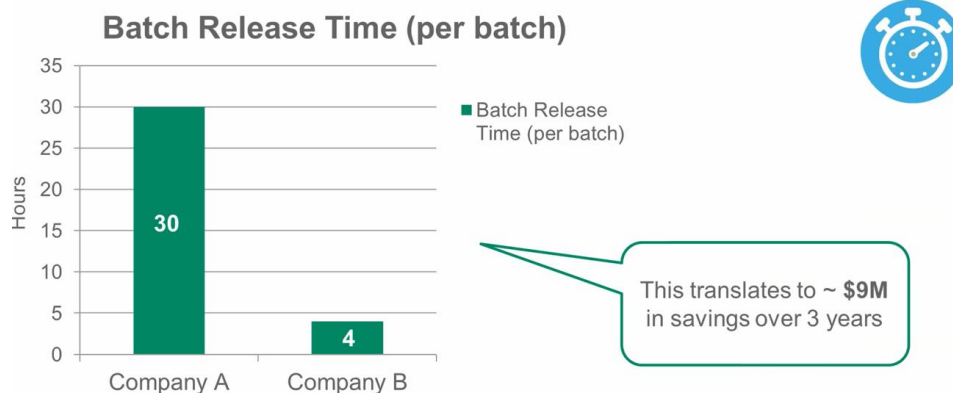 Batch Release Time (per batch)
35
30
25
20
15
10
5
0
Hours
30
4
Company A
Company B
Batch Release
Time (per batch)
This translates to ~ $9M
in savings over 3 years